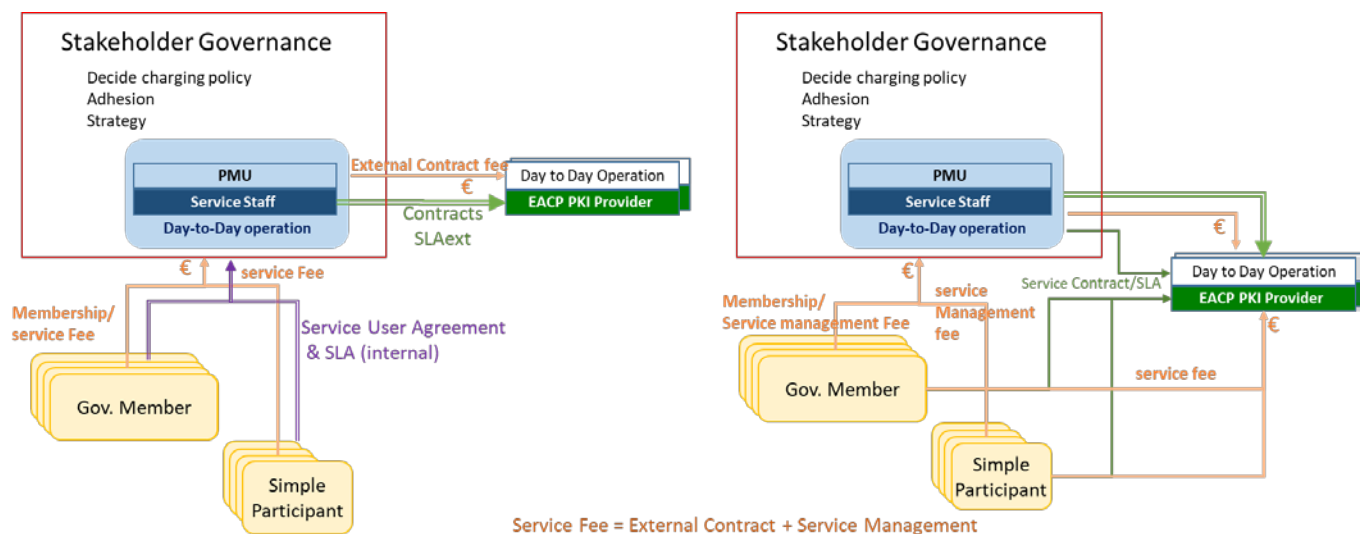 Stakeholder Governance
Decide charging policy
Adhesion
Strategy
PMU
Service Staff
Day-to-Day operation
External Contract fee
€
Contracts
SLAext
Day to Day Operation
EACP PKI Provider
€
service Fee
Membership/
service Fee
Service User Agreement
& SLA (internal)
Gov. Member
Simple
Participant
Stakeholder Governance
Decide charging policy
Adhesion
Strategy
PMU
Service Staff
Day-to-Day operation
€
Day to Day Operation
EACP PKI Provider
Service Contract/SLA
€
€
Membership/
Service management Fee
service
Management
fee
Gov. Member
service fee
Simple
Participant
Service Fee = External Contract + Service Management